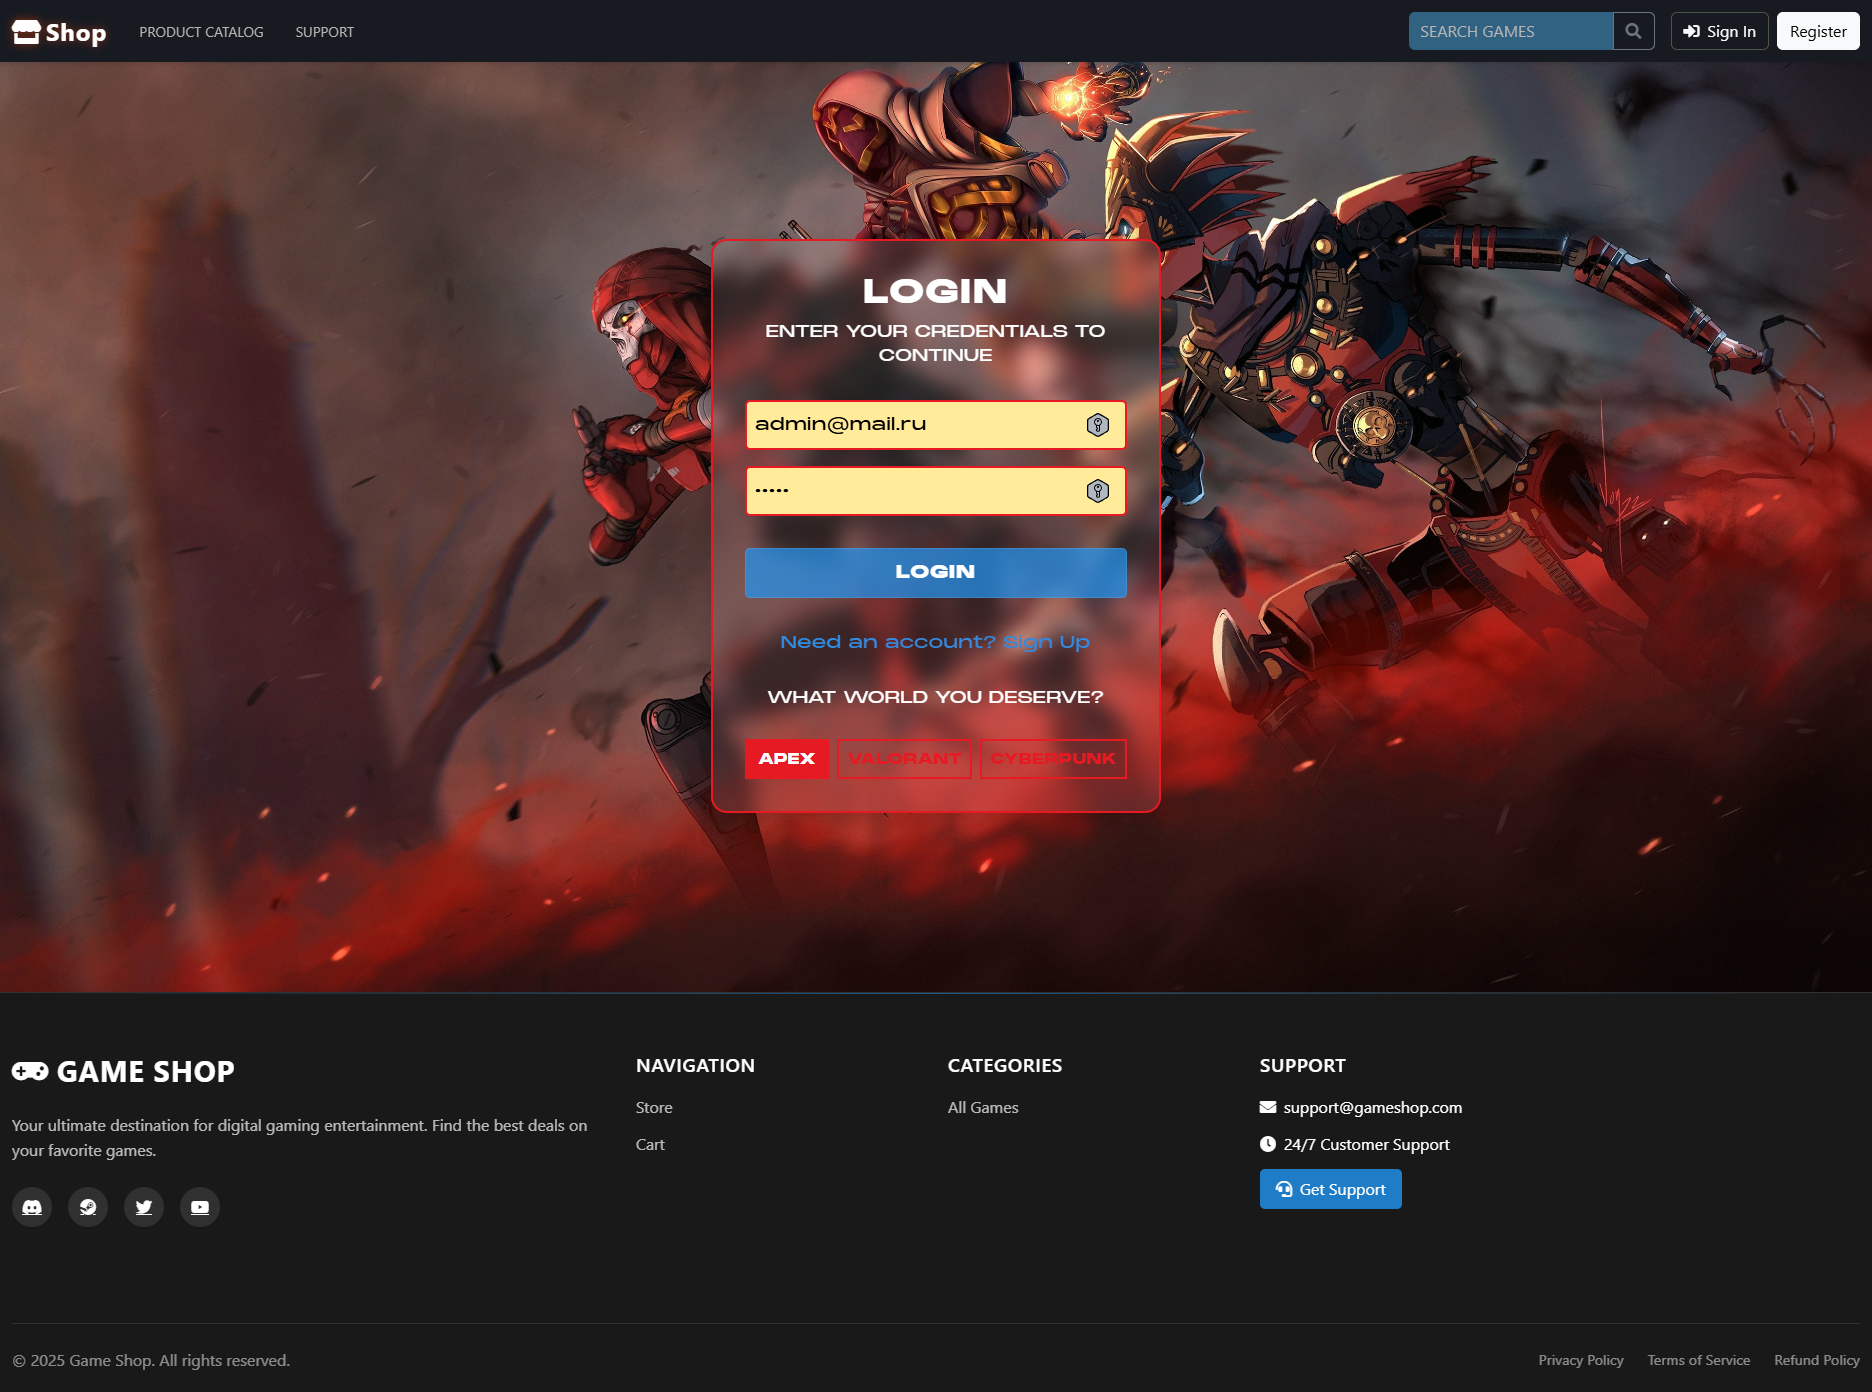 Shop
PRODUCT CATALOG
SUPPORT
SEARCH GAMES
Sign In
Register
LOGIN
ENTER YOUR CREDENTIALS TO
CONTINUE
admin@mail.ru
•••••
LOGIN
Need an account? Sign Up
WHAT WORLD YOU DESERVE?
APEX
VALORANT
CYBERPUNK
GAME SHOP
Your ultimate destination for digital gaming entertainment. Find the best deals on
your favorite games.
NAVIGATION
Store
Cart
CATEGORIES
All Games
SUPPORT
support@gameshop.com
24/7 Customer Support
Get Support
© 2025 Game Shop. All rights reserved.
Privacy Policy
Terms of Service
Refund Policy